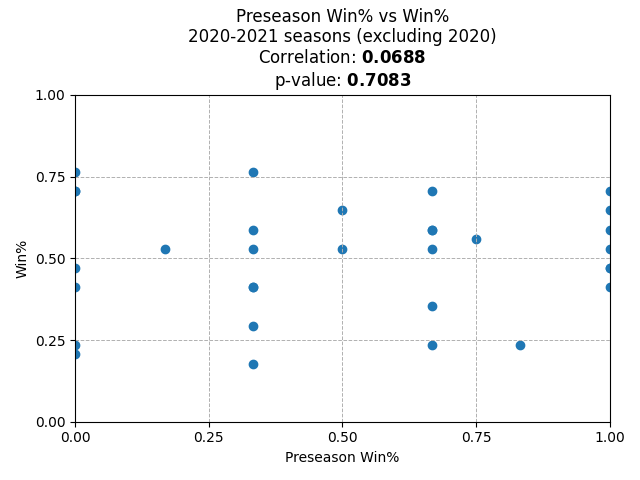 Preseason Win% vs Win%
2020-2021 seasons (excluding 2020)
Correlation: 0.0688
p-value: 0.7083
1.00
0.75
0.50
0.25
0.00
Win%
0.00 0.25 0.50 0.75 1.00
Preseason Win%